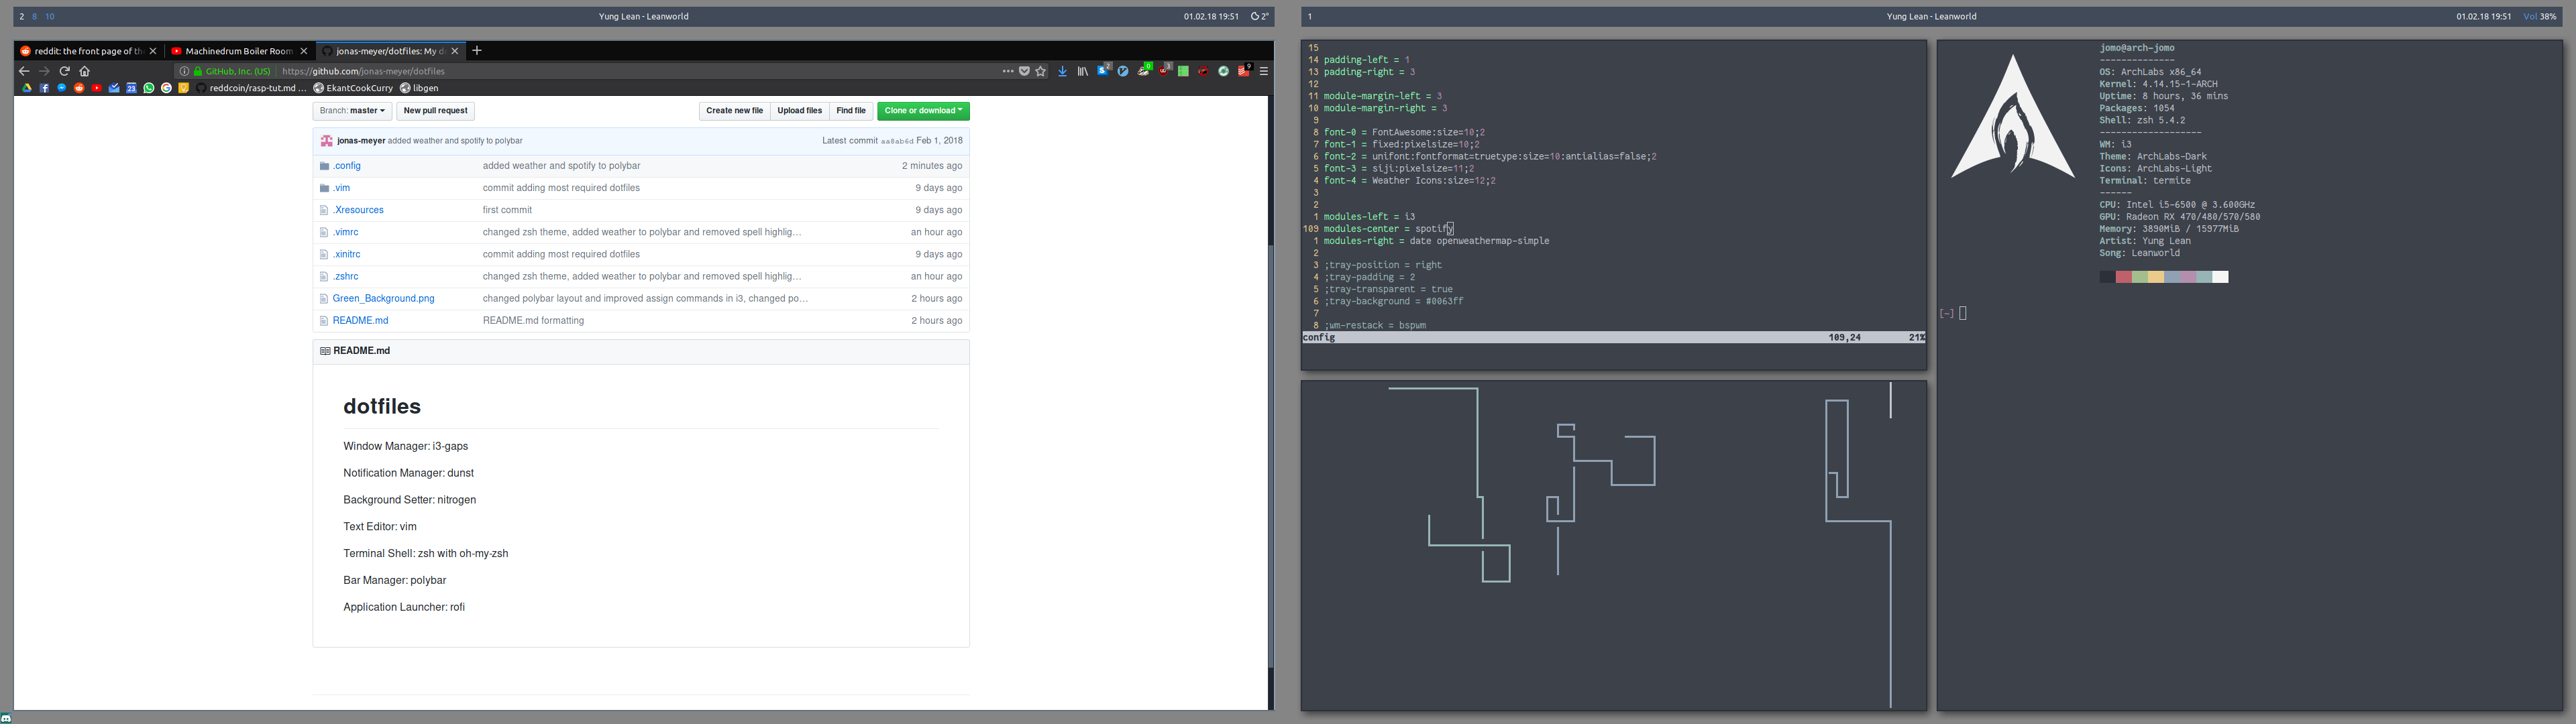 2 8 10
Yung Lean - Leanworld
01.02.18 19:51 2°
reddit: the front page of th
Machinedrum Boiler Room
jonas-meyer/dotfiles: My d
GitHub, Inc. (US) https://github.com/jonas-meyer/dotfiles
2 0 3 9
23 reddcoin/rasp-tut.md ... EkantCookCurry libgen
Branch: master New pull request Create new file Upload files Find file Clone or download
jonas-meyer added weather and spotify to polybar Latest commit aa8ab6d Feb 1, 2018
.config added weather and spotify to polybar 2 minutes ago
.vim commit adding most required dotfiles 9 days ago
.Xresources first commit 9 days ago
.vimrc changed zsh theme, added weather to polybar and removed spell highlig… an hour ago
.xinitrc commit adding most required dotfiles 9 days ago
.zshrc changed zsh theme, added weather to polybar and removed spell highlig… an hour ago
Green_Background.png changed polybar layout and improved assign commands in i3, changed po… 2 hours ago
README.md README.md formatting 2 hours ago
README.md
dotfiles
Window Manager: i3-gaps
Notification Manager: dunst
Background Setter: nitrogen
Text Editor: vim
Terminal Shell: zsh with oh-my-zsh
Bar Manager: polybar
Application Launcher: rofi
1
Yung Lean - Leanworld
01.02.18 19:51 Vol 38%
15
14 padding-left = 1
13 padding-right = 3
12
11 module-margin-left = 3
10 module-margin-right = 3
9
8 font-0 = FontAwesome:size=10;2
7 font-1 = fixed:pixelsize=10;2
6 font-2 = unifont:fontformat=truetype:size=10:antialias=false;2
5 font-3 = siji:pixelsize=11;2
4 font-4 = Weather Icons:size=12;2
3
2
1 modules-left = i3
109 modules-center = spotify
1 modules-right = date openweathermap-simple
2
3 ;tray-position = right
4 ;tray-padding = 2
5 ;tray-transparent = true
6 ;tray-background = #0063ff
7
8 ;wm-restack = bspwm
config 109,24 21%
jomo@arch-jomo
--------------
OS: ArchLabs x86_64
Kernel: 4.14.15-1-ARCH
Uptime: 8 hours, 36 mins
Packages: 1054
Shell: zsh 5.4.2
-------------------
WM: i3
Theme: ArchLabs-Dark
Icons: ArchLabs-Light
Terminal: termite
------
CPU: Intel i5-6500 @ 3.600GHz
GPU: Radeon RX 470/480/570/580
Memory: 3890MiB / 15977MiB
Artist: Yung Lean
Song: Leanworld
[~]